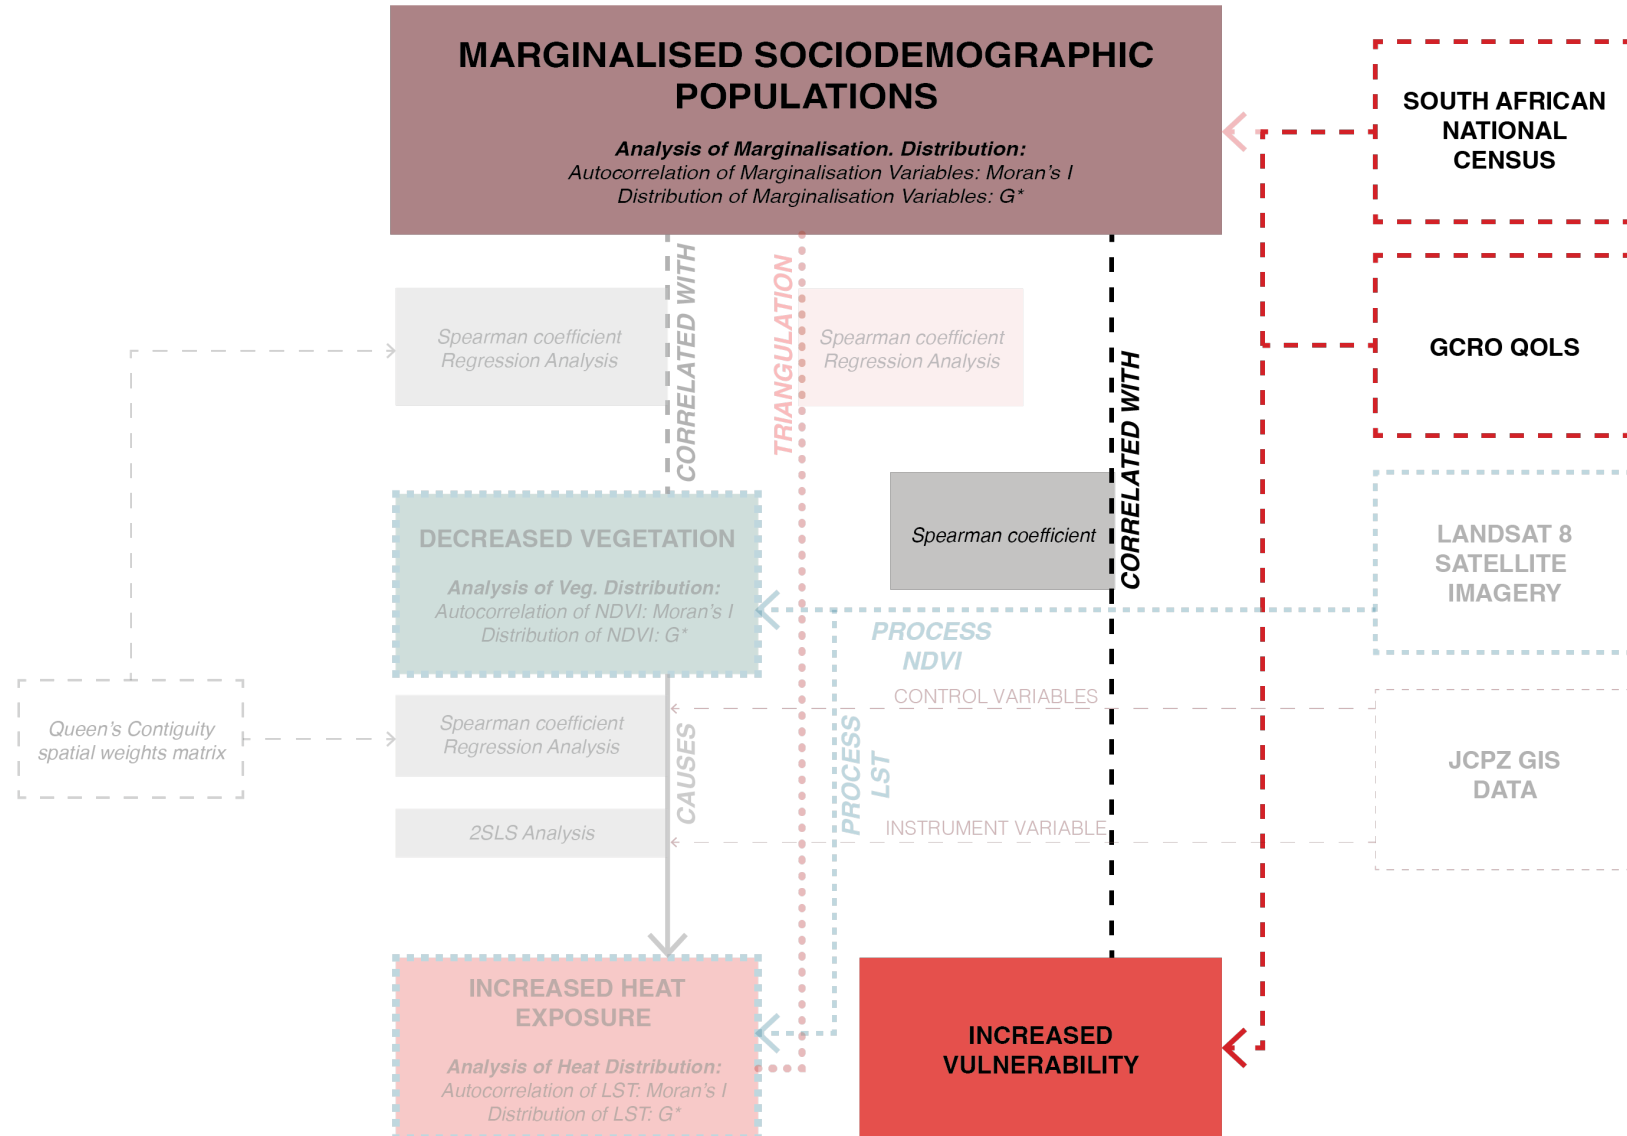 MARGINALISED SOCIODEMOGRAPHIC
POPULATIONS
Analysis of Marginalisation. Distribution:
Autocorrelation of Marginalisation Variables: Moran's I
Distribution of Marginalisation Variables: G*
SOUTH AFRICAN
NATIONAL
CENSUS
GCRO QOLS
LANDSAT 8
SATELLITE
IMAGERY
JCPZ GIS
DATA
Spearman coefficient
Regression Analysis
CORRELATED WITH
TRIANGULATION
Spearman coefficient
Regression Analysis
CORRELATED WITH
Spearman coefficient
DECREASED VEGETATION
Analysis of Veg. Distribution:
Autocorrelation of NDVI: Moran's I
Distribution of NDVI: G*
PROCESS
NDVI
CONTROL VARIABLES
Queen's Contiguity
spatial weights matrix
Spearman coefficient
Regression Analysis
CAUSES
PROCESS
LST
2SLS Analysis
INSTRUMENT VARIABLE
INCREASED HEAT
EXPOSURE
Analysis of Heat Distribution:
Autocorrelation of LST: Moran's I
Distribution of LST: G*
INCREASED
VULNERABILITY